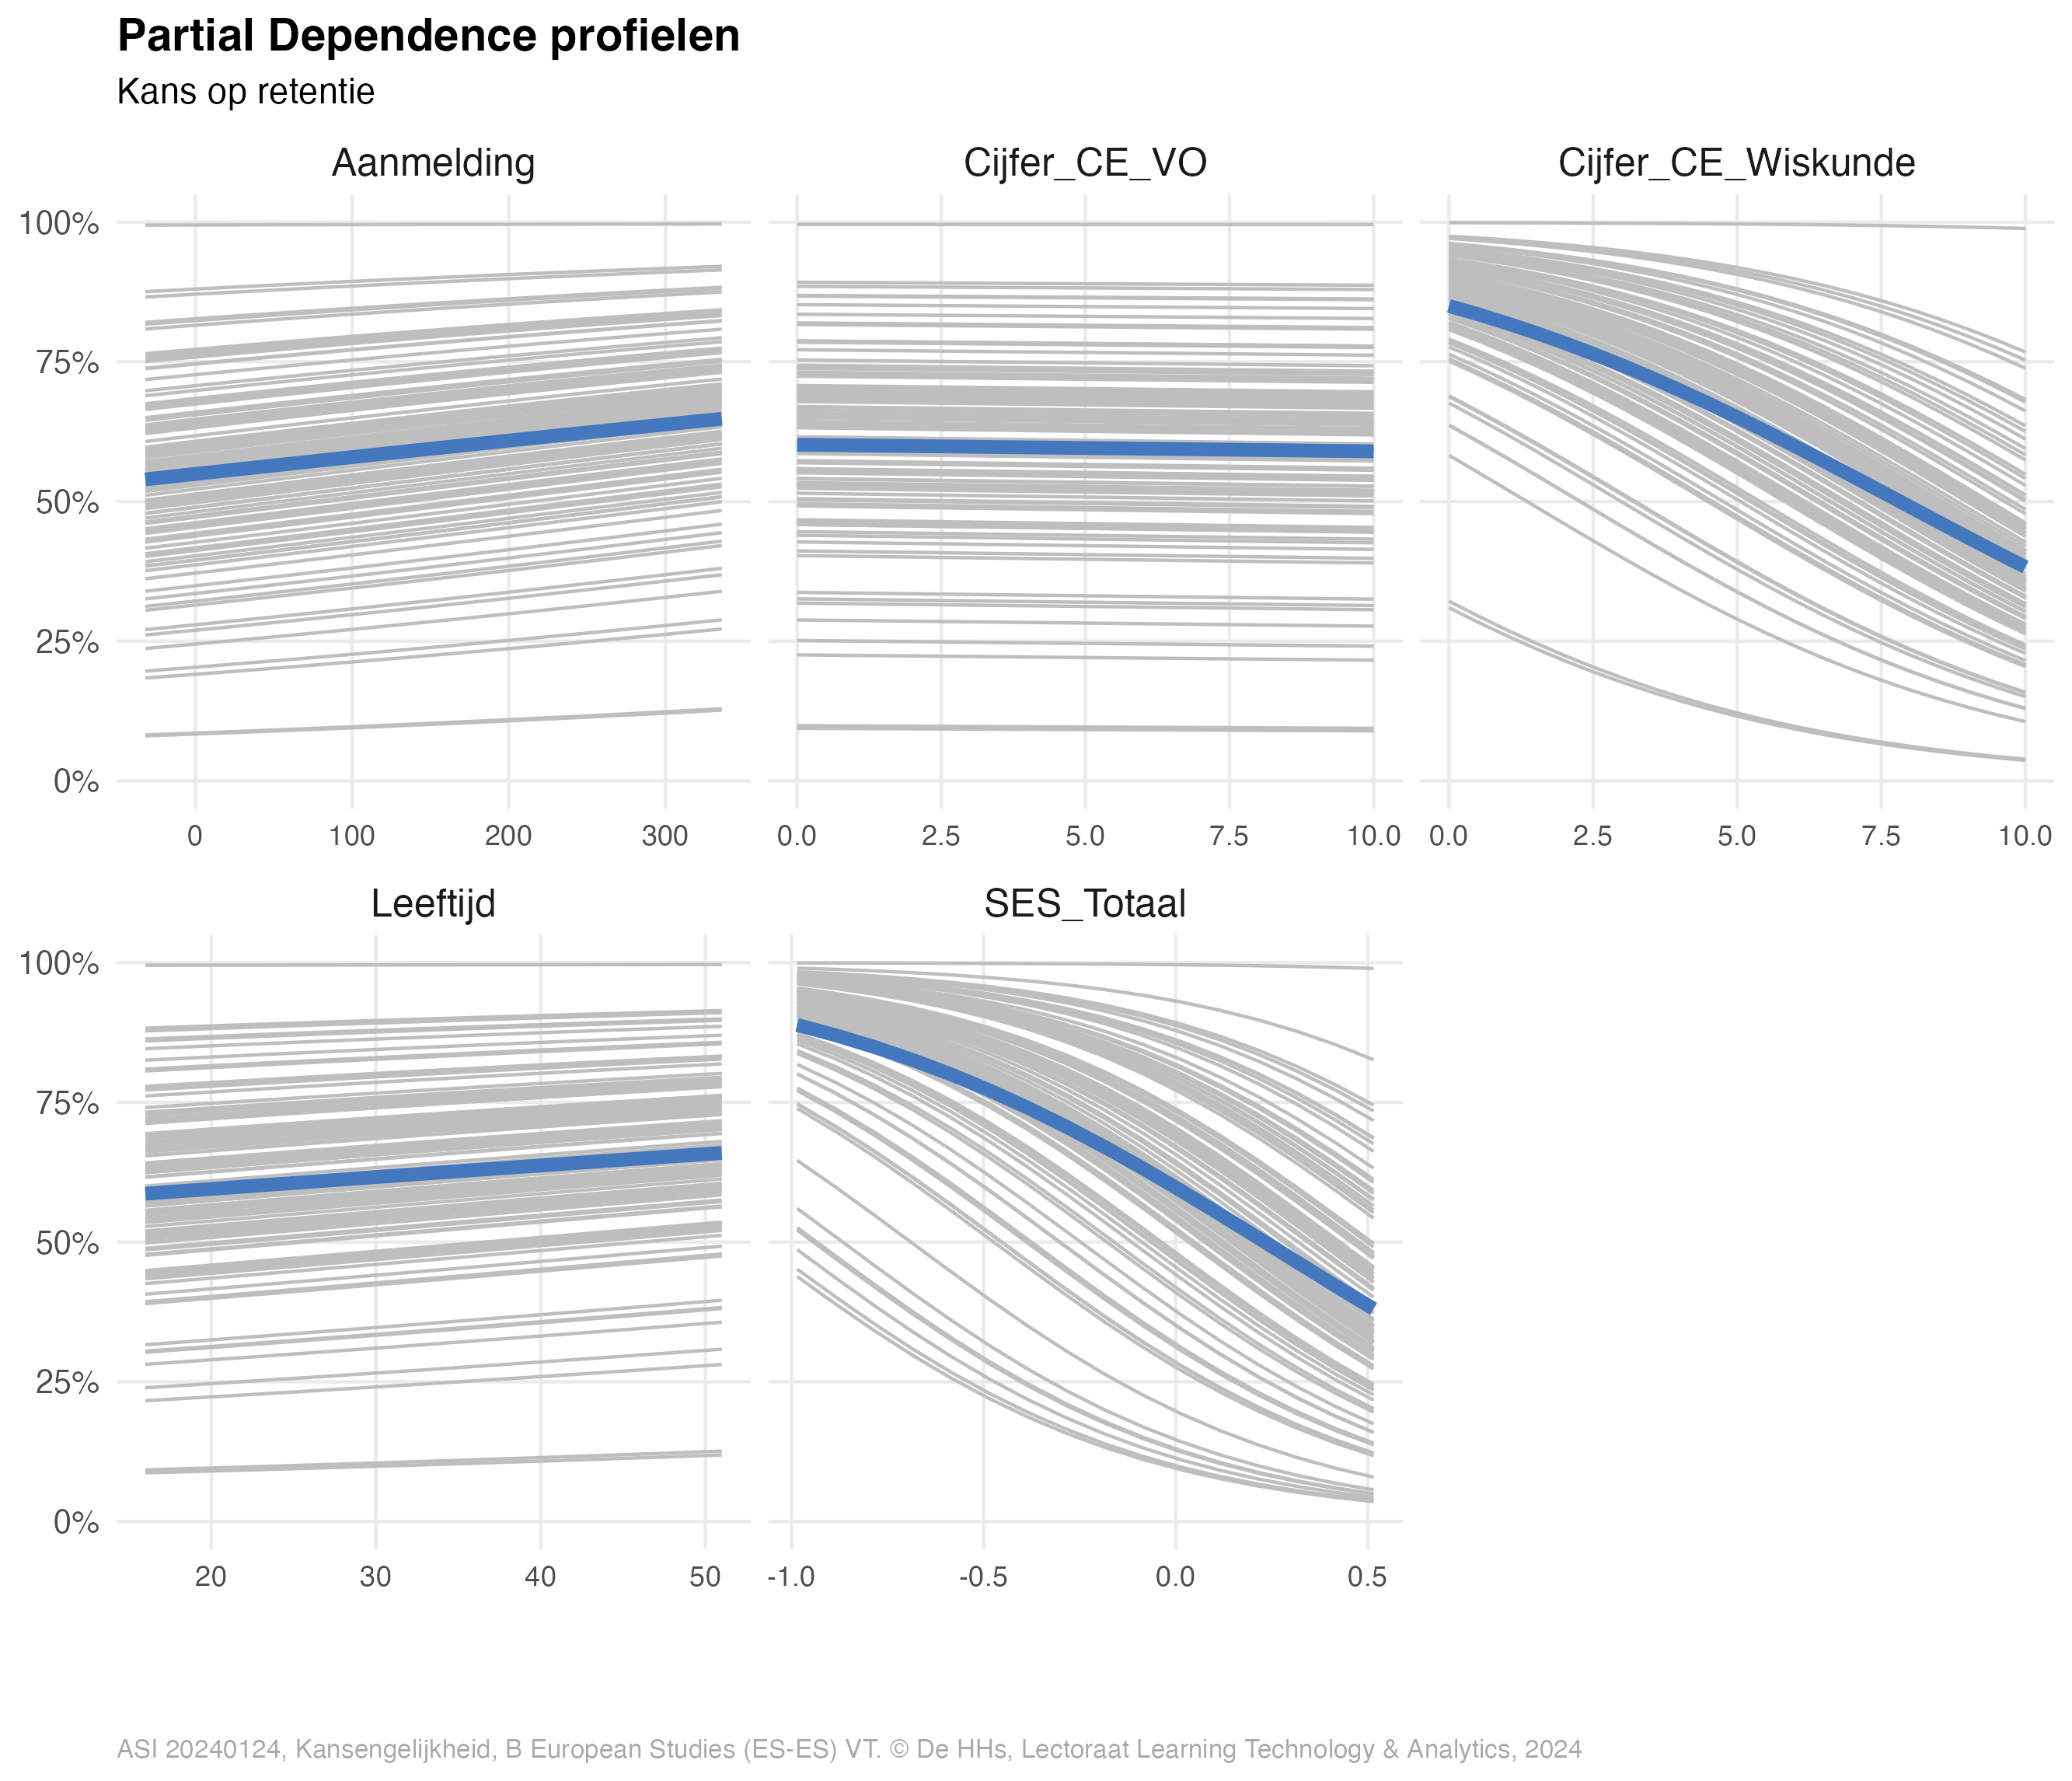 Partial Dependence profielen
Kans op retentie
Aanmelding
Cijfer_CE_VO
Cijfer_CE_Wiskunde
100%
75%
50%
25%
0%
0 100 200 300
0.0 2.5 5.0 7.5 10.0
0.0 2.5 5.0 7.5 10.0
Leeftijd
SES_Totaal
100%
75%
50%
25%
0%
20 30 40 50
-1.0 -0.5 0.0 0.5
ASI 20240124, Kansengelijkheid, B European Studies (ES-ES) VT. © De HHs, Lectoraat Learning Technology & Analytics, 2024